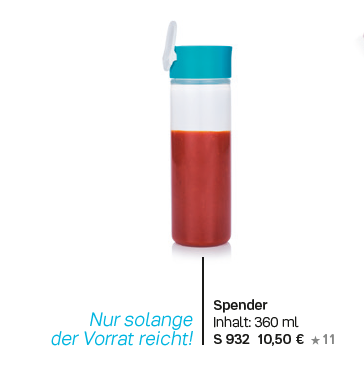 Nur solange
der Vorrat reicht!
Spender
Inhalt: 360 ml
S 932 10,50 € ★11